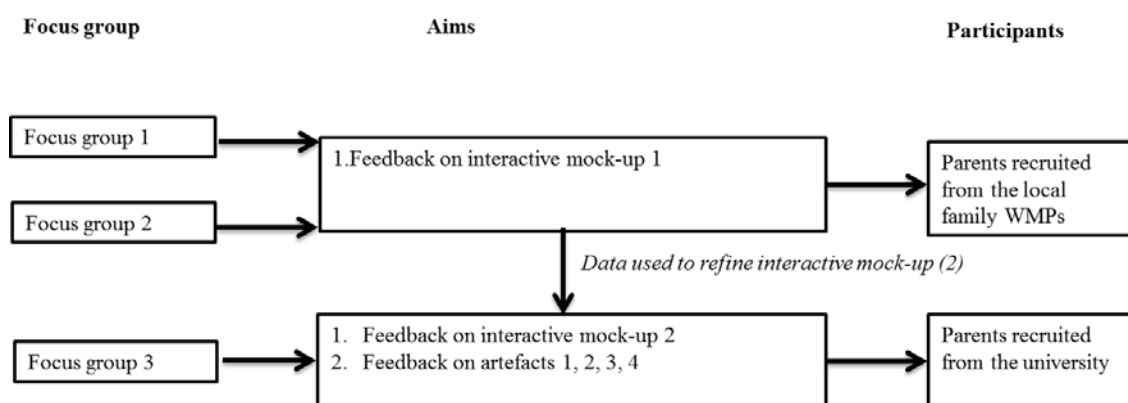 Focus group
Aims
Participants
Focus group 1
1.Feedback on interactive mock-up 1
Parents recruited
from the local
family WMPs
Focus group 2
Data used to refine interactive mock-up (2)
Focus group 3
1. Feedback on interactive mock-up 2
2. Feedback on artefacts 1, 2, 3, 4
Parents recruited
from the university